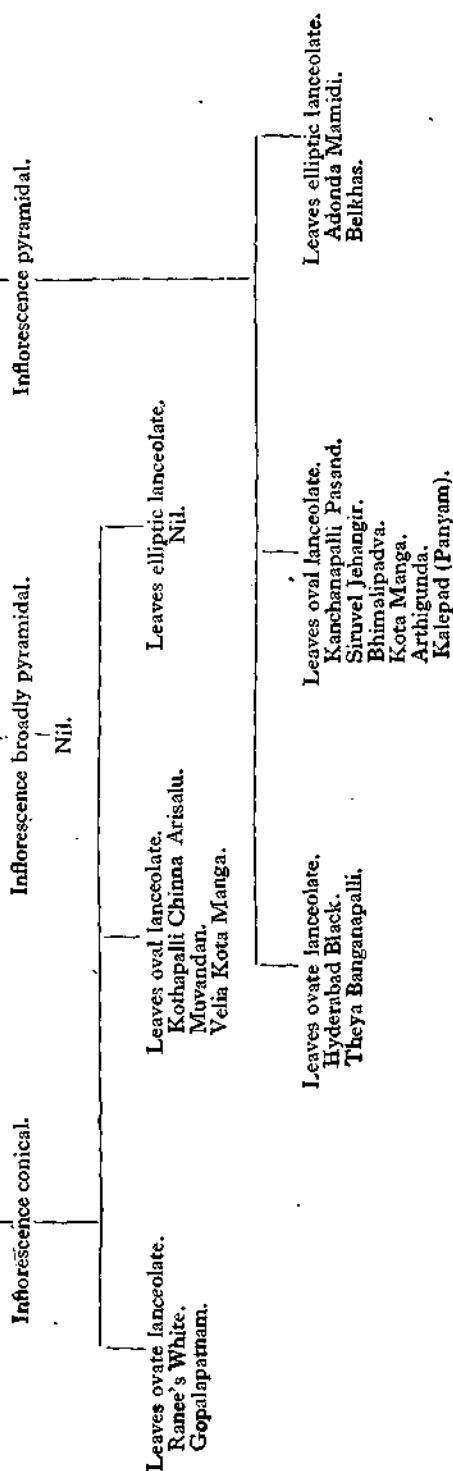 Inflorescence conical.
Inflorescence broadly pyramidal.
Nil.
Inflorescence pyramidal.
Leaves ovate lanceolate.
Ranee's White.
Gopalapatnam.
Leaves oval lanceolate.
Kothapalli Chinna Arisalu.
Muvandan.
Velia Kota Manga.
Leaves elliptic lanceolate.
Nil.
Leaves ovate lanceolate.
Hyderabad Black.
Theya Banganapalli.
Leaves oval lanceolate.
Kanchanapalli Pasand.
Siruvel Jehangir.
Bhimalipadva.
Kota Manga.
Arthigunda.
Kalepad (Panyam).
Leaves elliptic lanceolate.
Adonda Mamidi.
Belkhas.